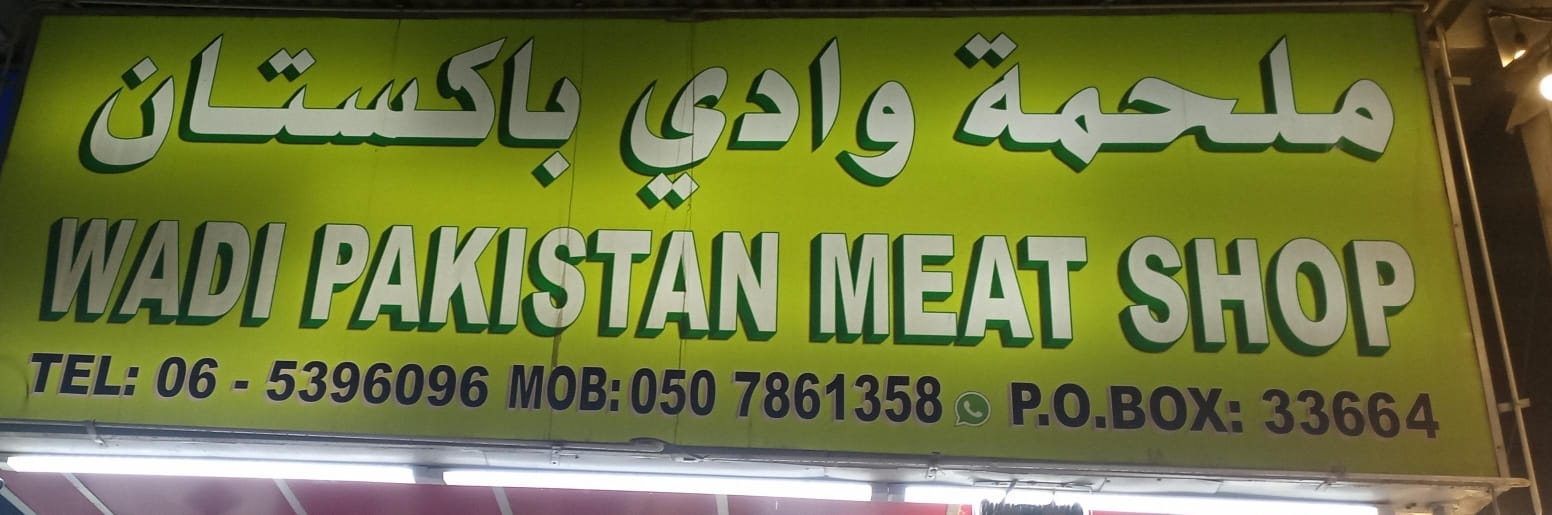 ملحمة وادي باكستان
WADI PAKISTAN MEAT SHOP
TEL: 06 - 5396096 MOB: 050 7861358 P.O.BOX: 33664